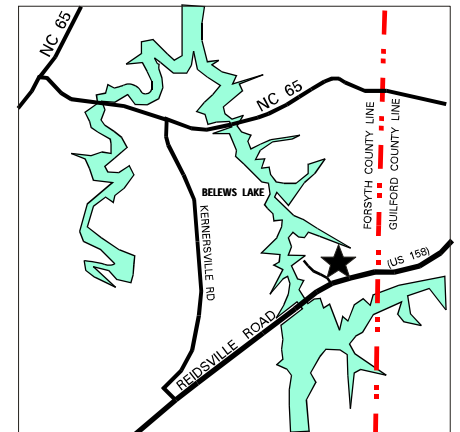 NC 65
NC 65
FORSYTH COUNTY LINE
GUILFORD COUNTY LINE
BELEWS LAKE
KERNERSVILLE RD
(US 158)
REIDSVILLE ROAD